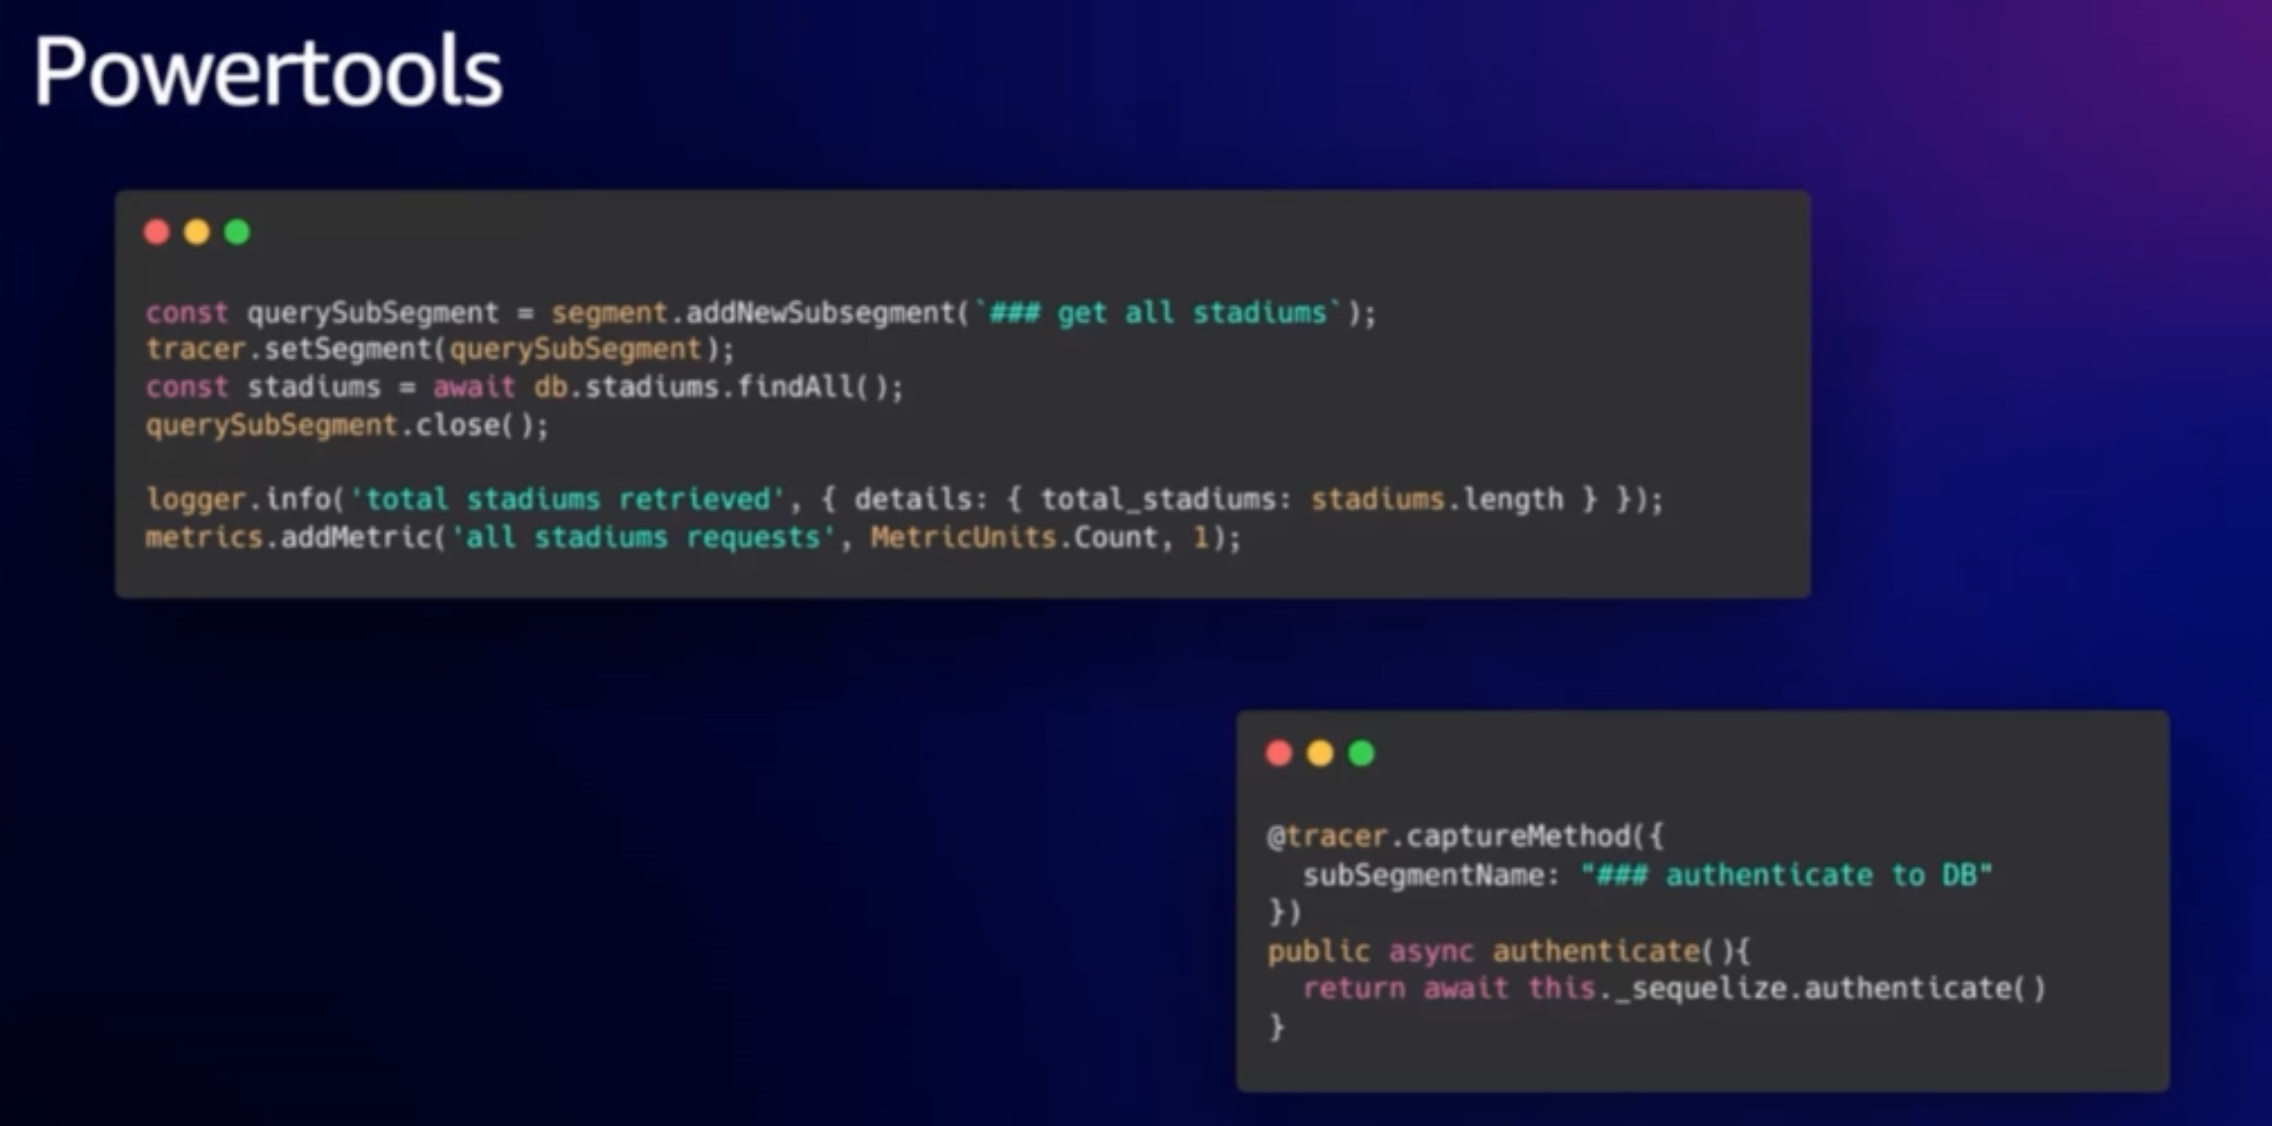 Powertools
const querySubSegment = segment.addNewSubsegment(`### get all stadiums`);
tracer.setSegment(querySubSegment);
const stadiums = await db.stadiums.findAll();
querySubSegment.close();
logger.info('total stadiums retrieved', { details: { total_stadiums: stadiums.length } });
metrics.addMetric('all stadiums requests', MetricUnits.Count, 1);
@tracer.captureMethod({
  subSegmentName: "### authenticate to DB"
})
public async authenticate(){
  return await this._sequelize.authenticate()
}